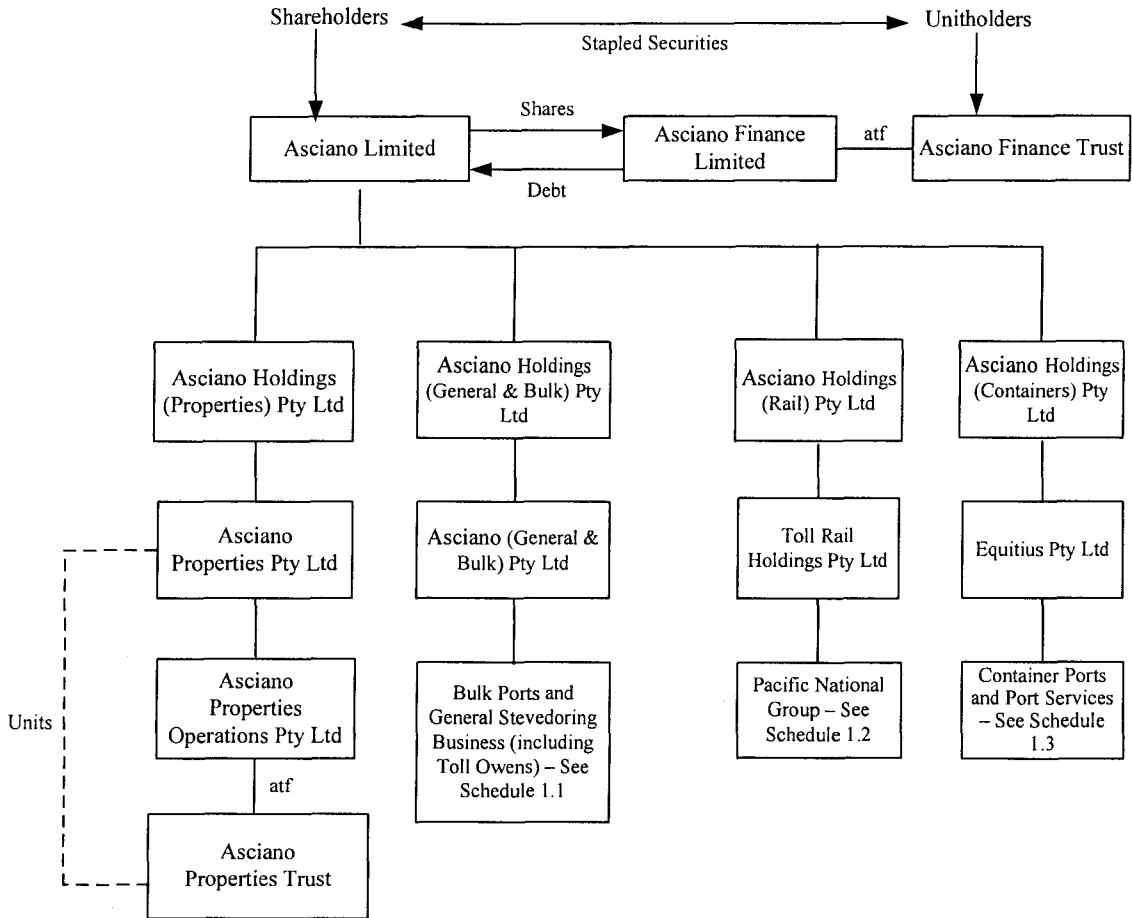 Shareholders
Unitholders
Stapled Securities
Shares
Asciano Limited
Asciano Finance
Limited
atf
Asciano Finance Trust
Debt
Asciano Holdings
(Properties) Pty Ltd
Asciano Holdings
(General & Bulk) Pty
Ltd
Asciano Holdings
(Rail) Pty Ltd
Asciano Holdings
(Containers) Pty
Ltd
Asciano
Properties Pty Ltd
Asciano (General &
Bulk) Pty Ltd
Toll Rail
Holdings Pty Ltd
Equitius Pty Ltd
Units
Asciano
Properties
Operations Pty Ltd
Bulk Ports and
General Stevedoring
Business (including
Toll Owens) – See
Schedule 1.1
Pacific National
Group – See
Schedule 1.2
Container Ports
and Port Services
– See Schedule
1.3
atf
Asciano
Properties Trust